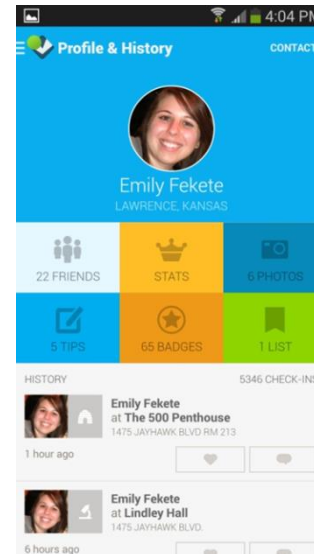 4:04 PM
Profile & History
CONTACT
Emily Fekete
LAWRENCE, KANSAS
22 FRIENDS
STATS
6 PHOTOS
5 TIPS
65 BADGES
1 LIST
HISTORY
5346 CHECK-INS
Emily Fekete
at The 500 Penthouse
1475 JAYHAWK BLVD RM 213
1 hour ago
Emily Fekete
at Lindley Hall
1475 JAYHAWK BLVD.
6 hours ago